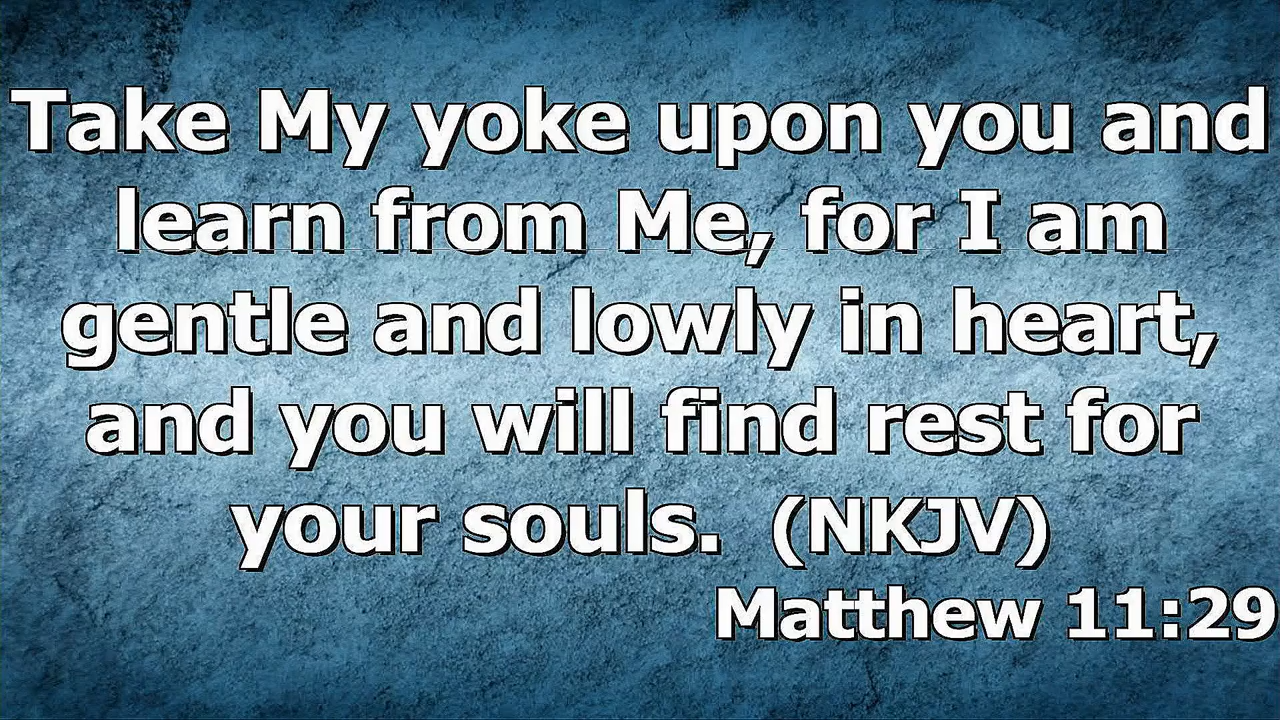 Take My yoke upon you and
learn from Me, for I am
gentle and lowly in heart,
and you will find rest for
your souls.  (NKJV)
Matthew 11:29